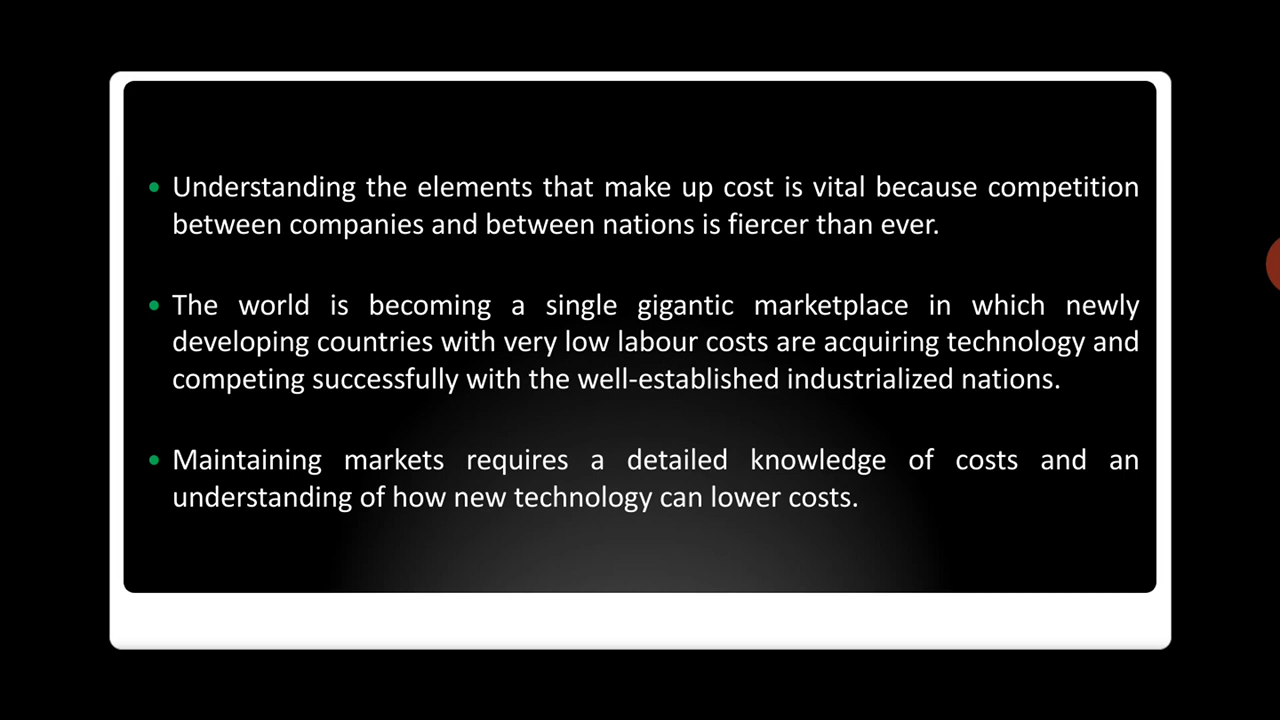 • Understanding the elements that make up cost is vital because competition
between companies and between nations is fiercer than ever.
• The world is becoming a single gigantic marketplace in which newly
developing countries with very low labour costs are acquiring technology and
competing successfully with the well-established industrialized nations.
• Maintaining markets requires a detailed knowledge of costs and an
understanding of how new technology can lower costs.